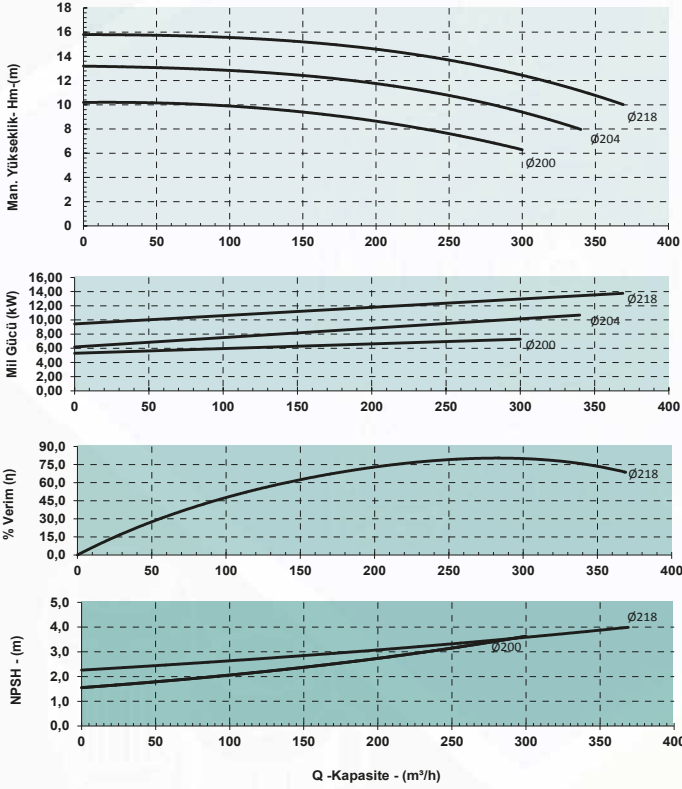 Man. Yükseklik- Hm-(m)
18
16
14
12
10
8
6
4
2
0
Ø218
Ø204
Ø200
0 50 100 150 200 250 300 350 400
Mil Gücü (kW)
16,00
14,00
12,00
10,00
8,00
6,00
4,00
2,00
0,00
Ø218
Ø204
Ø200
0 50 100 150 200 250 300 350 400
% Verim (η)
90,0
75,0
60,0
45,0
30,0
15,0
0,0
Ø218
0 50 100 150 200 250 300 350 400
NPSH - (m)
5,0
4,0
3,0
2,0
1,0
0,0
Ø218
Ø200
0 50 100 150 200 250 300 350 400
Q -Kapasite - (m³/h)